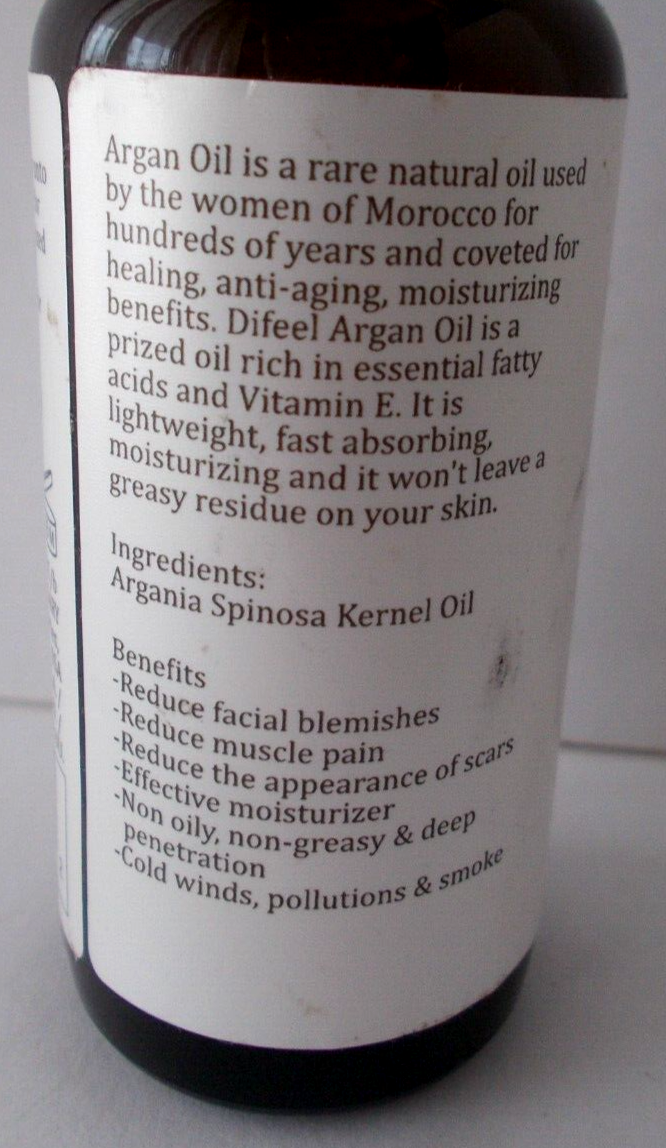 Argan Oil is a rare natural oil used
by the women of Morocco for
hundreds of years and coveted for
healing, anti-aging, moisturizing
benefits. Difeel Argan Oil is a
prized oil rich in essential fatty
acids and Vitamin E. It is
lightweight, fast absorbing,
moisturizing and it won't leave a
greasy residue on your skin.
Ingredients:
Argania Spinosa Kernel Oil
Benefits
-Reduce facial blemishes
-Reduce muscle pain
-Reduce the appearance of scars
-Effective moisturizer
-Non oily, non-greasy & deep
penetration
-Cold winds, pollutions & smoke